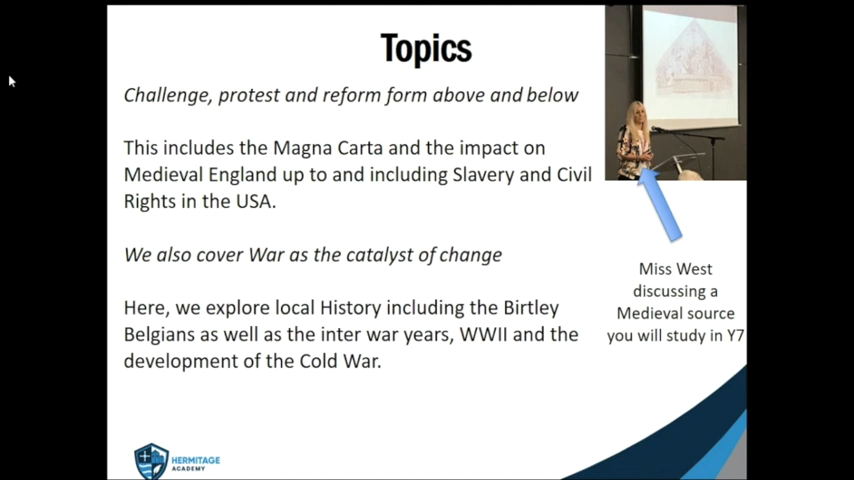 Topics
Challenge, protest and reform form above and below
This includes the Magna Carta and the impact on
Medieval England up to and including Slavery and Civil
Rights in the USA.
We also cover War as the catalyst of change
Here, we explore local History including the Birtley
Belgians as well as the inter war years, WWII and the
development of the Cold War.
Miss West
discussing a
Medieval source
you will study in Y7
HERMITAGE
ACADEMY